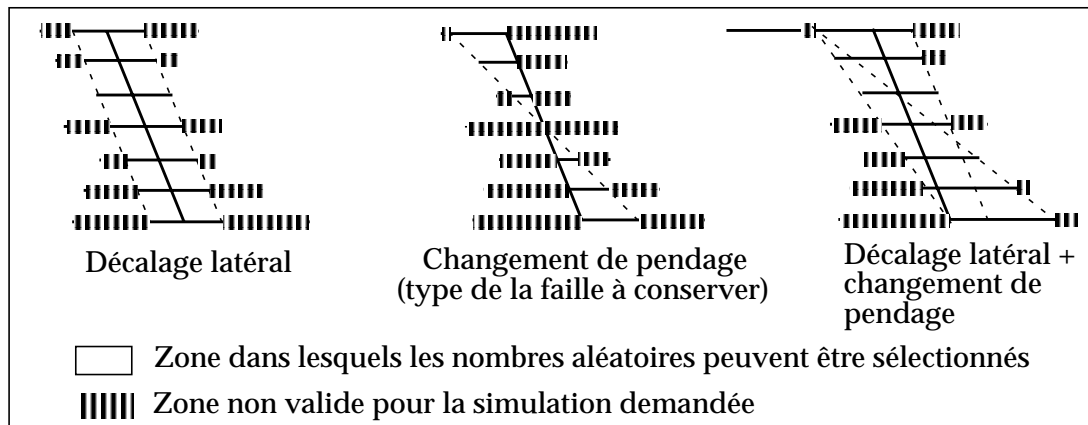 Décalage latéral
Changement de pendage
(type de la faille à conserver)
Décalage latéral +
changement de
pendage
Zone dans lesquels les nombres aléatoires peuvent être sélectionnés
Zone non valide pour la simulation demandée